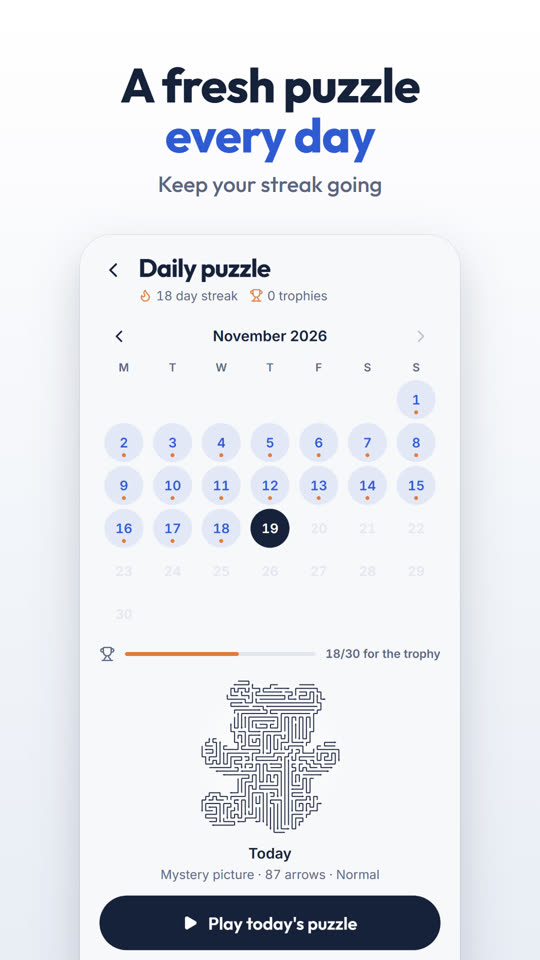 A fresh puzzle
every day
Keep your streak going
Daily puzzle
18 day streak 0 trophies
November 2026
M T W T F S S
1
2 3 4 5 6 7 8
9 10 11 12 13 14 15
16 17 18 19 20 21 22
23 24 25 26 27 28 29
30
18/30 for the trophy
Today
Mystery picture · 87 arrows · Normal
Play today's puzzle